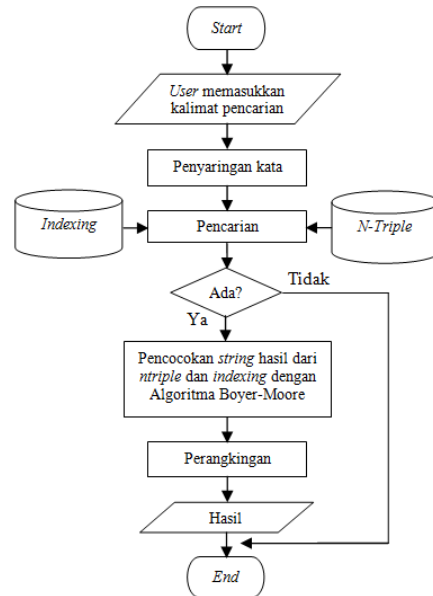 Start
User memasukkan
kalimat pencarian
Penyaringan kata
Indexing
Pencarian
N-Triple
Ada?
Tidak
Ya
Pencocokan string hasil dari
ntriple dan indexing dengan
Algoritma Boyer-Moore
Perangkingan
Hasil
End